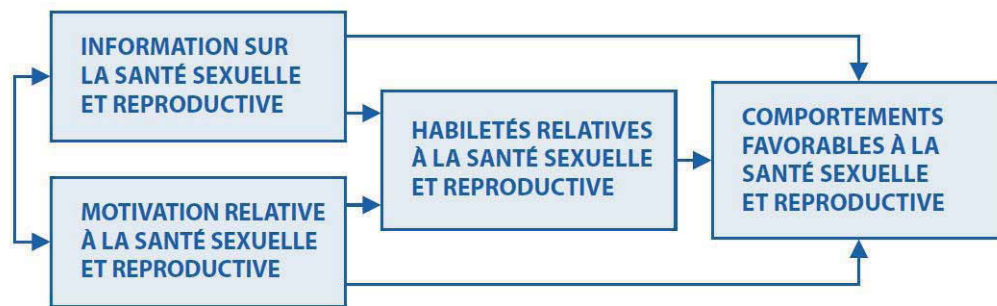 INFORMATION SUR
LA SANTÉ SEXUELLE
ET REPRODUCTIVE
MOTIVATION RELATIVE
À LA SANTÉ SEXUELLE
ET REPRODUCTIVE
HABILETÉS RELATIVES
À LA SANTÉ SEXUELLE
ET REPRODUCTIVE
COMPORTEMENTS
FAVORABLES À LA
SANTÉ SEXUELLE
ET REPRODUCTIVE